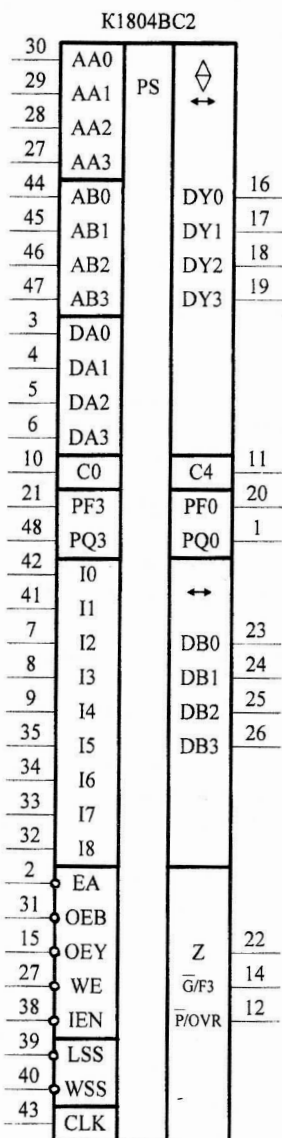 K1804BC2
30 AA0
29 AA1 PS
28 AA2
27 AA3
44 AB0 DY0 16
45 AB1 DY1 17
46 AB2 DY2 18
47 AB3 DY3 19
3 DA0
4 DA1
5 DA2
6 DA3
10 C0 C4 11
21 PF3 PF0 20
48 PQ3 PQ0 1
42 I0
41 I1
7 I2 DB0 23
8 I3 DB1 24
9 I4 DB2 25
35 I5 DB3 26
34 I6
33 I7
32 I8
2 EA
31 OEB
15 OEY Z 22
27 WE G̅/F3 14
38 IEN P̅/OVR 12
39 LSS
40 WSS
43 CLK